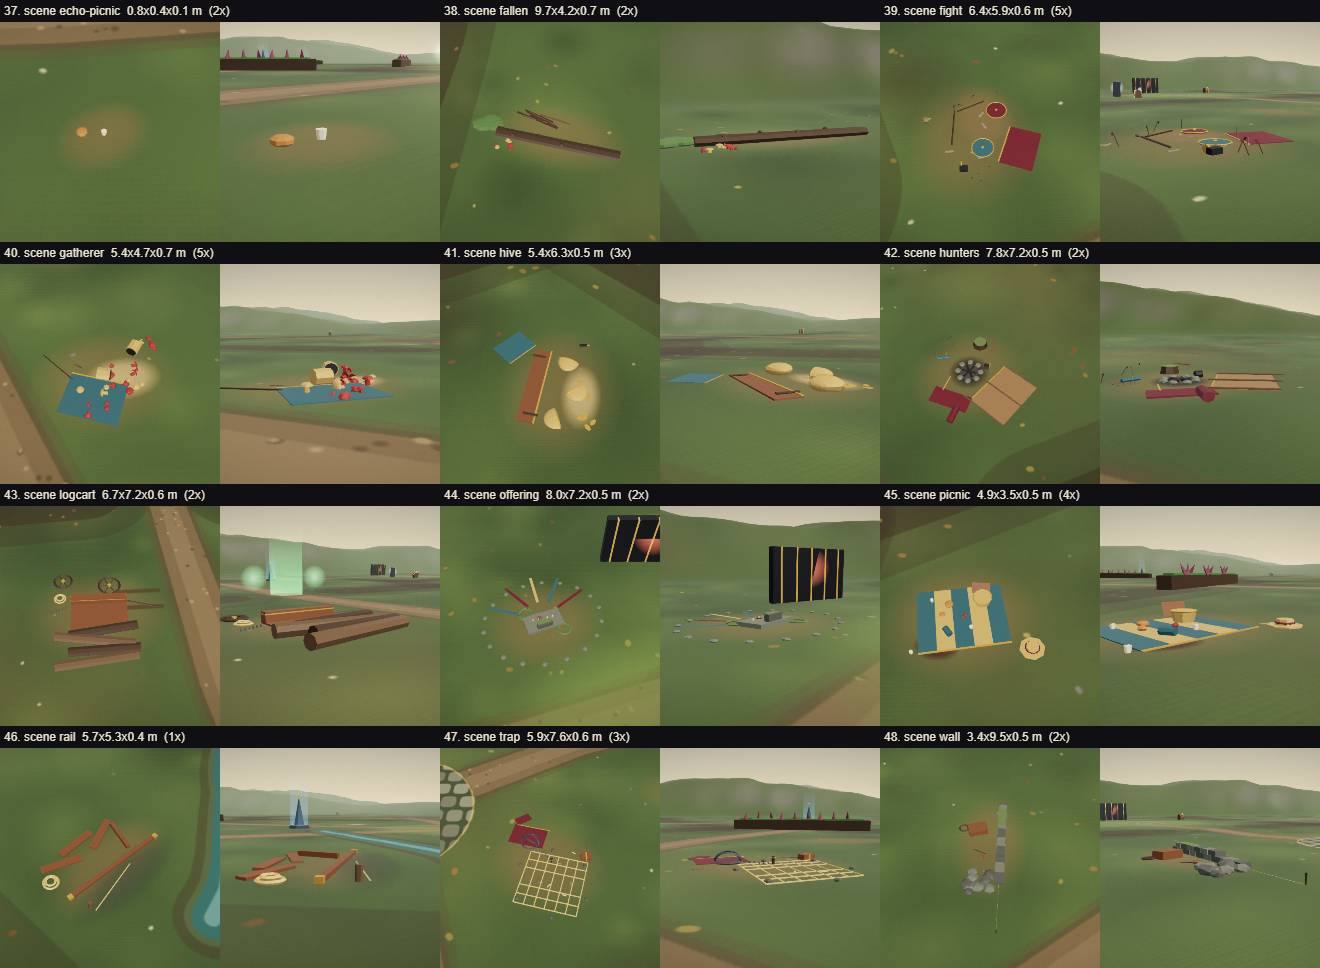 37. scene echo-picnic 0.8x0.4x0.1 m (2x)
38. scene fallen 9.7x4.2x0.7 m (2x)
39. scene fight 6.4x5.9x0.6 m (5x)
40. scene gatherer 5.4x4.7x0.7 m (5x)
41. scene hive 5.4x6.3x0.5 m (3x)
42. scene hunters 7.8x7.2x0.5 m (2x)
43. scene logcart 6.7x7.2x0.6 m (2x)
44. scene offering 8.0x7.2x0.5 m (2x)
45. scene picnic 4.9x3.5x0.5 m (4x)
46. scene rail 5.7x5.3x0.4 m (1x)
47. scene trap 5.9x7.6x0.6 m (3x)
48. scene wall 3.4x9.5x0.5 m (2x)